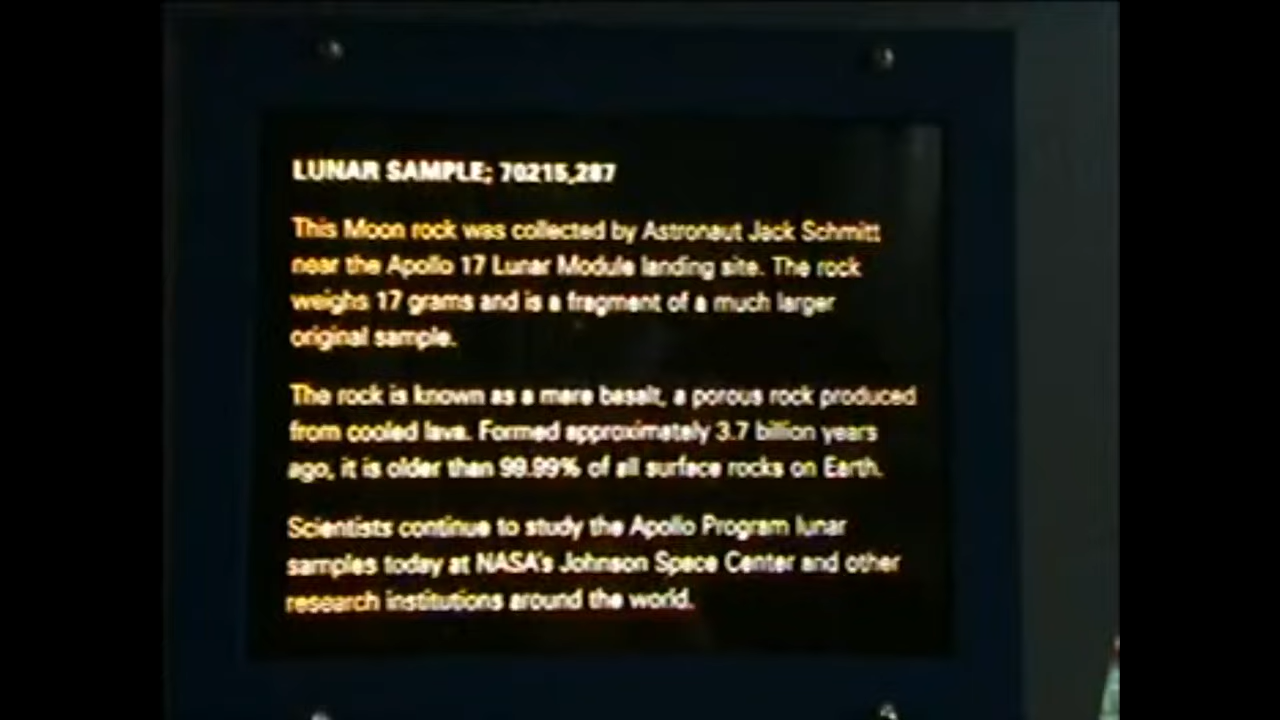 LUNAR SAMPLE; 70215,287
This Moon rock was collected by Astronaut Jack Schmitt
near the Apollo 17 Lunar Module landing site. The rock
weighs 17 grams and is a fragment of a much larger
original sample.
The rock is known as a mare basalt, a porous rock produced
from cooled lava. Formed approximately 3.7 billion years
ago, it is older than 99.99% of all surface rocks on Earth.
Scientists continue to study the Apollo Program lunar
samples today at NASA's Johnson Space Center and other
research institutions around the world.